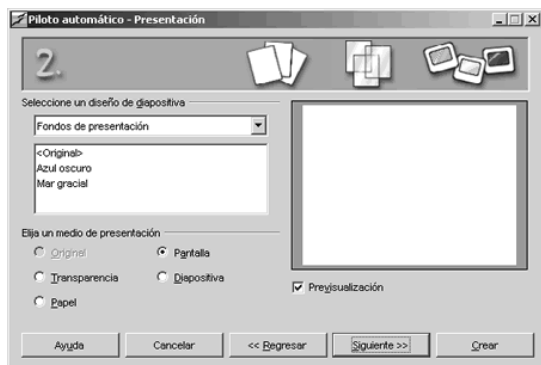 Piloto automático - Presentación
2.
Seleccione un diseño de diapositiva
Fondos de presentación
<Original>
Azul oscuro
Mar gracial
Elija un medio de presentación
Original
Pantalla
Transparencia
Diapositiva
Papel
Previsualización
Ayuda
Cancelar
<< Regresar
Siguiente >>
Crear